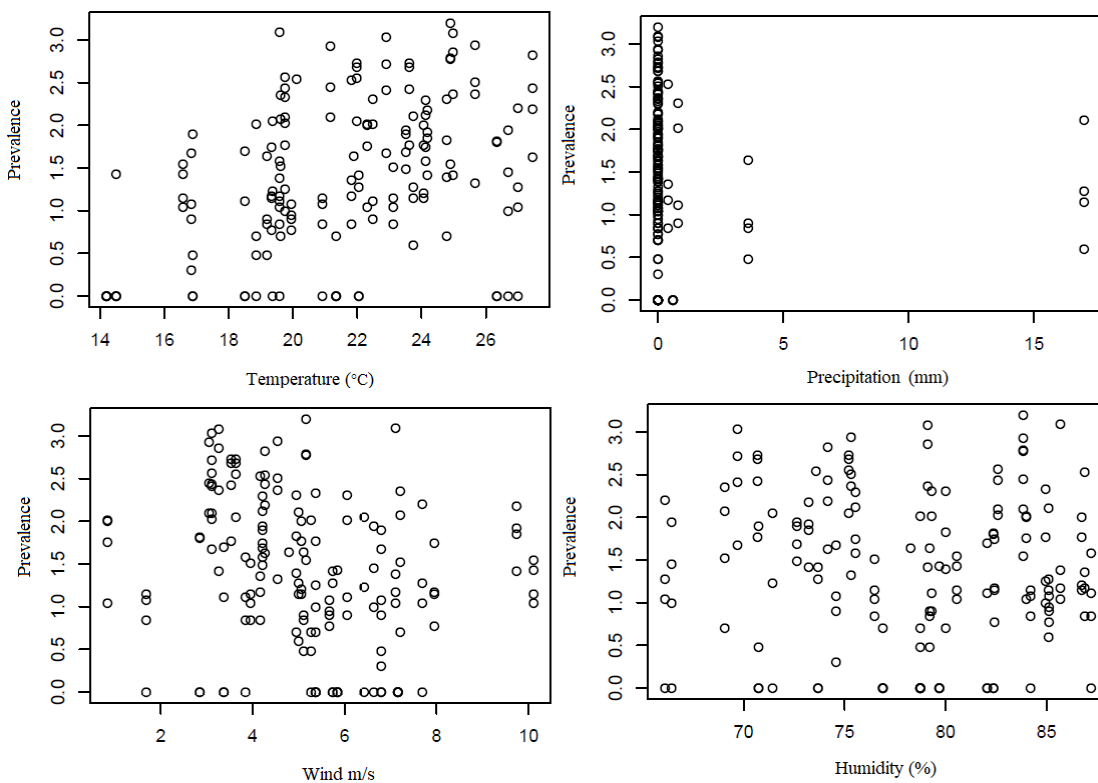 Prevalence
0.0 0.5 1.0 1.5 2.0 2.5 3.0
14 16 18 20 22 24 26
Temperature (°C)
Prevalence
0.0 0.5 1.0 1.5 2.0 2.5 3.0
0 5 10 15
Precipitation (mm)
Prevalence
0.0 0.5 1.0 1.5 2.0 2.5 3.0
2 4 6 8 10
Wind m/s
Prevalence
0.0 0.5 1.0 1.5 2.0 2.5 3.0
70 75 80 85
Humidity (%)